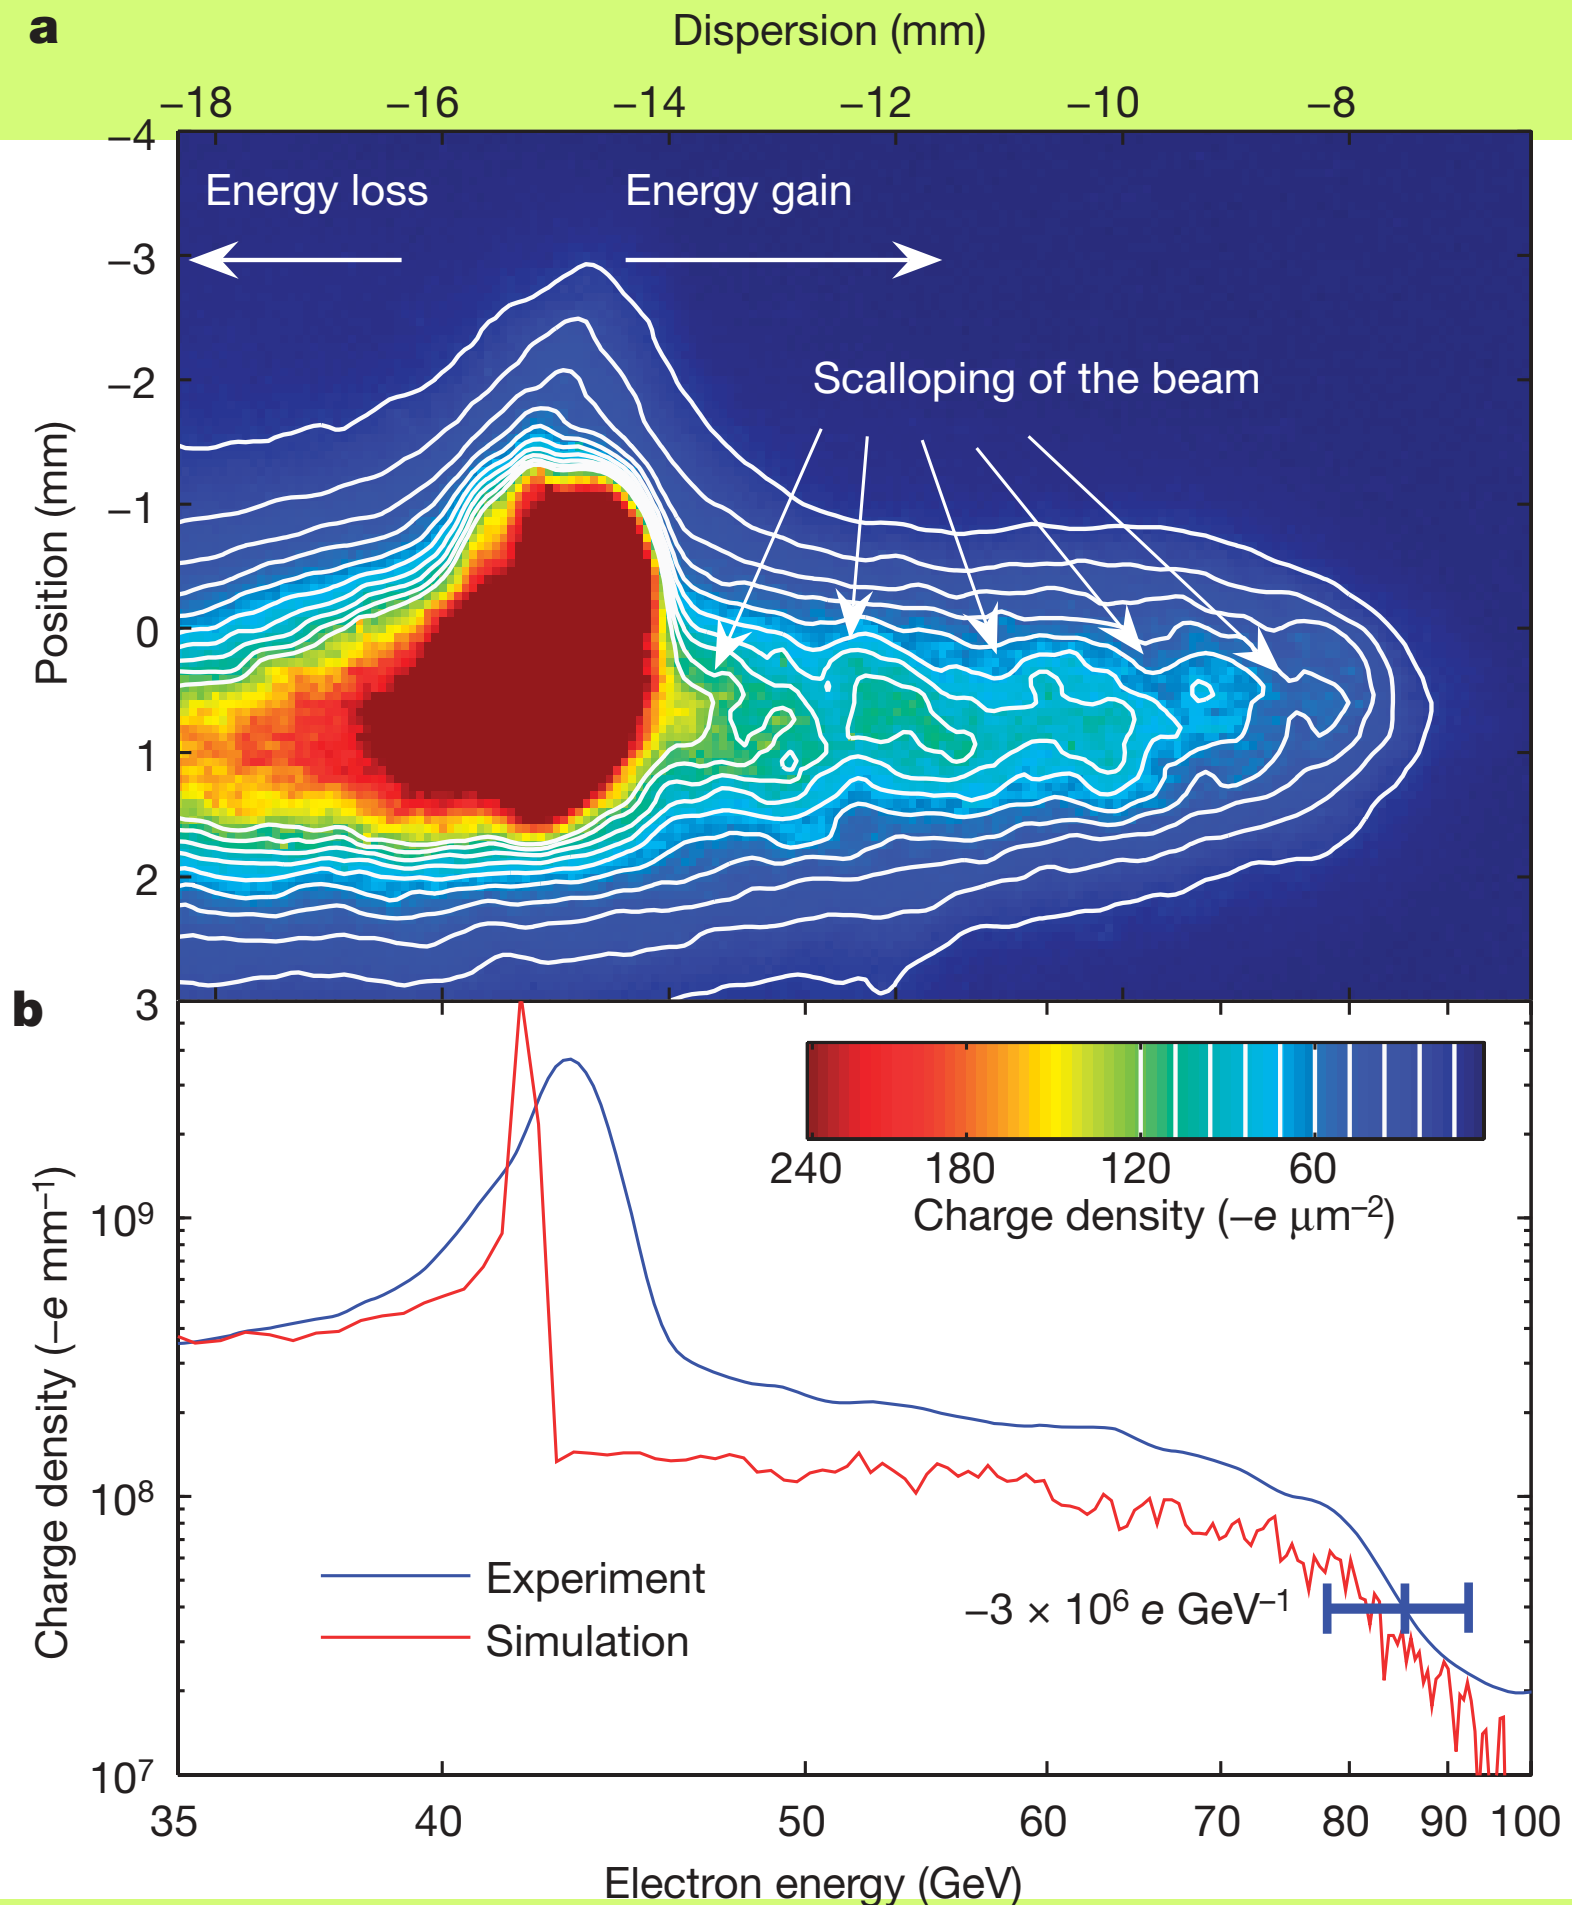 a
Dispersion (mm)
−18 −16 −14 −12 −10 −8
−4
Energy loss Energy gain
−3
−2
Scalloping of the beam
Position (mm)
−1
0
1
2
3
b
240 180 120 60
Charge density (−e μm⁻²)
10⁹
Charge density (−e mm⁻¹)
10⁸
Experiment
−3 × 10⁶ e GeV⁻¹
Simulation
10⁷
35 40 50 60 70 80 90 100
Electron energy (GeV)